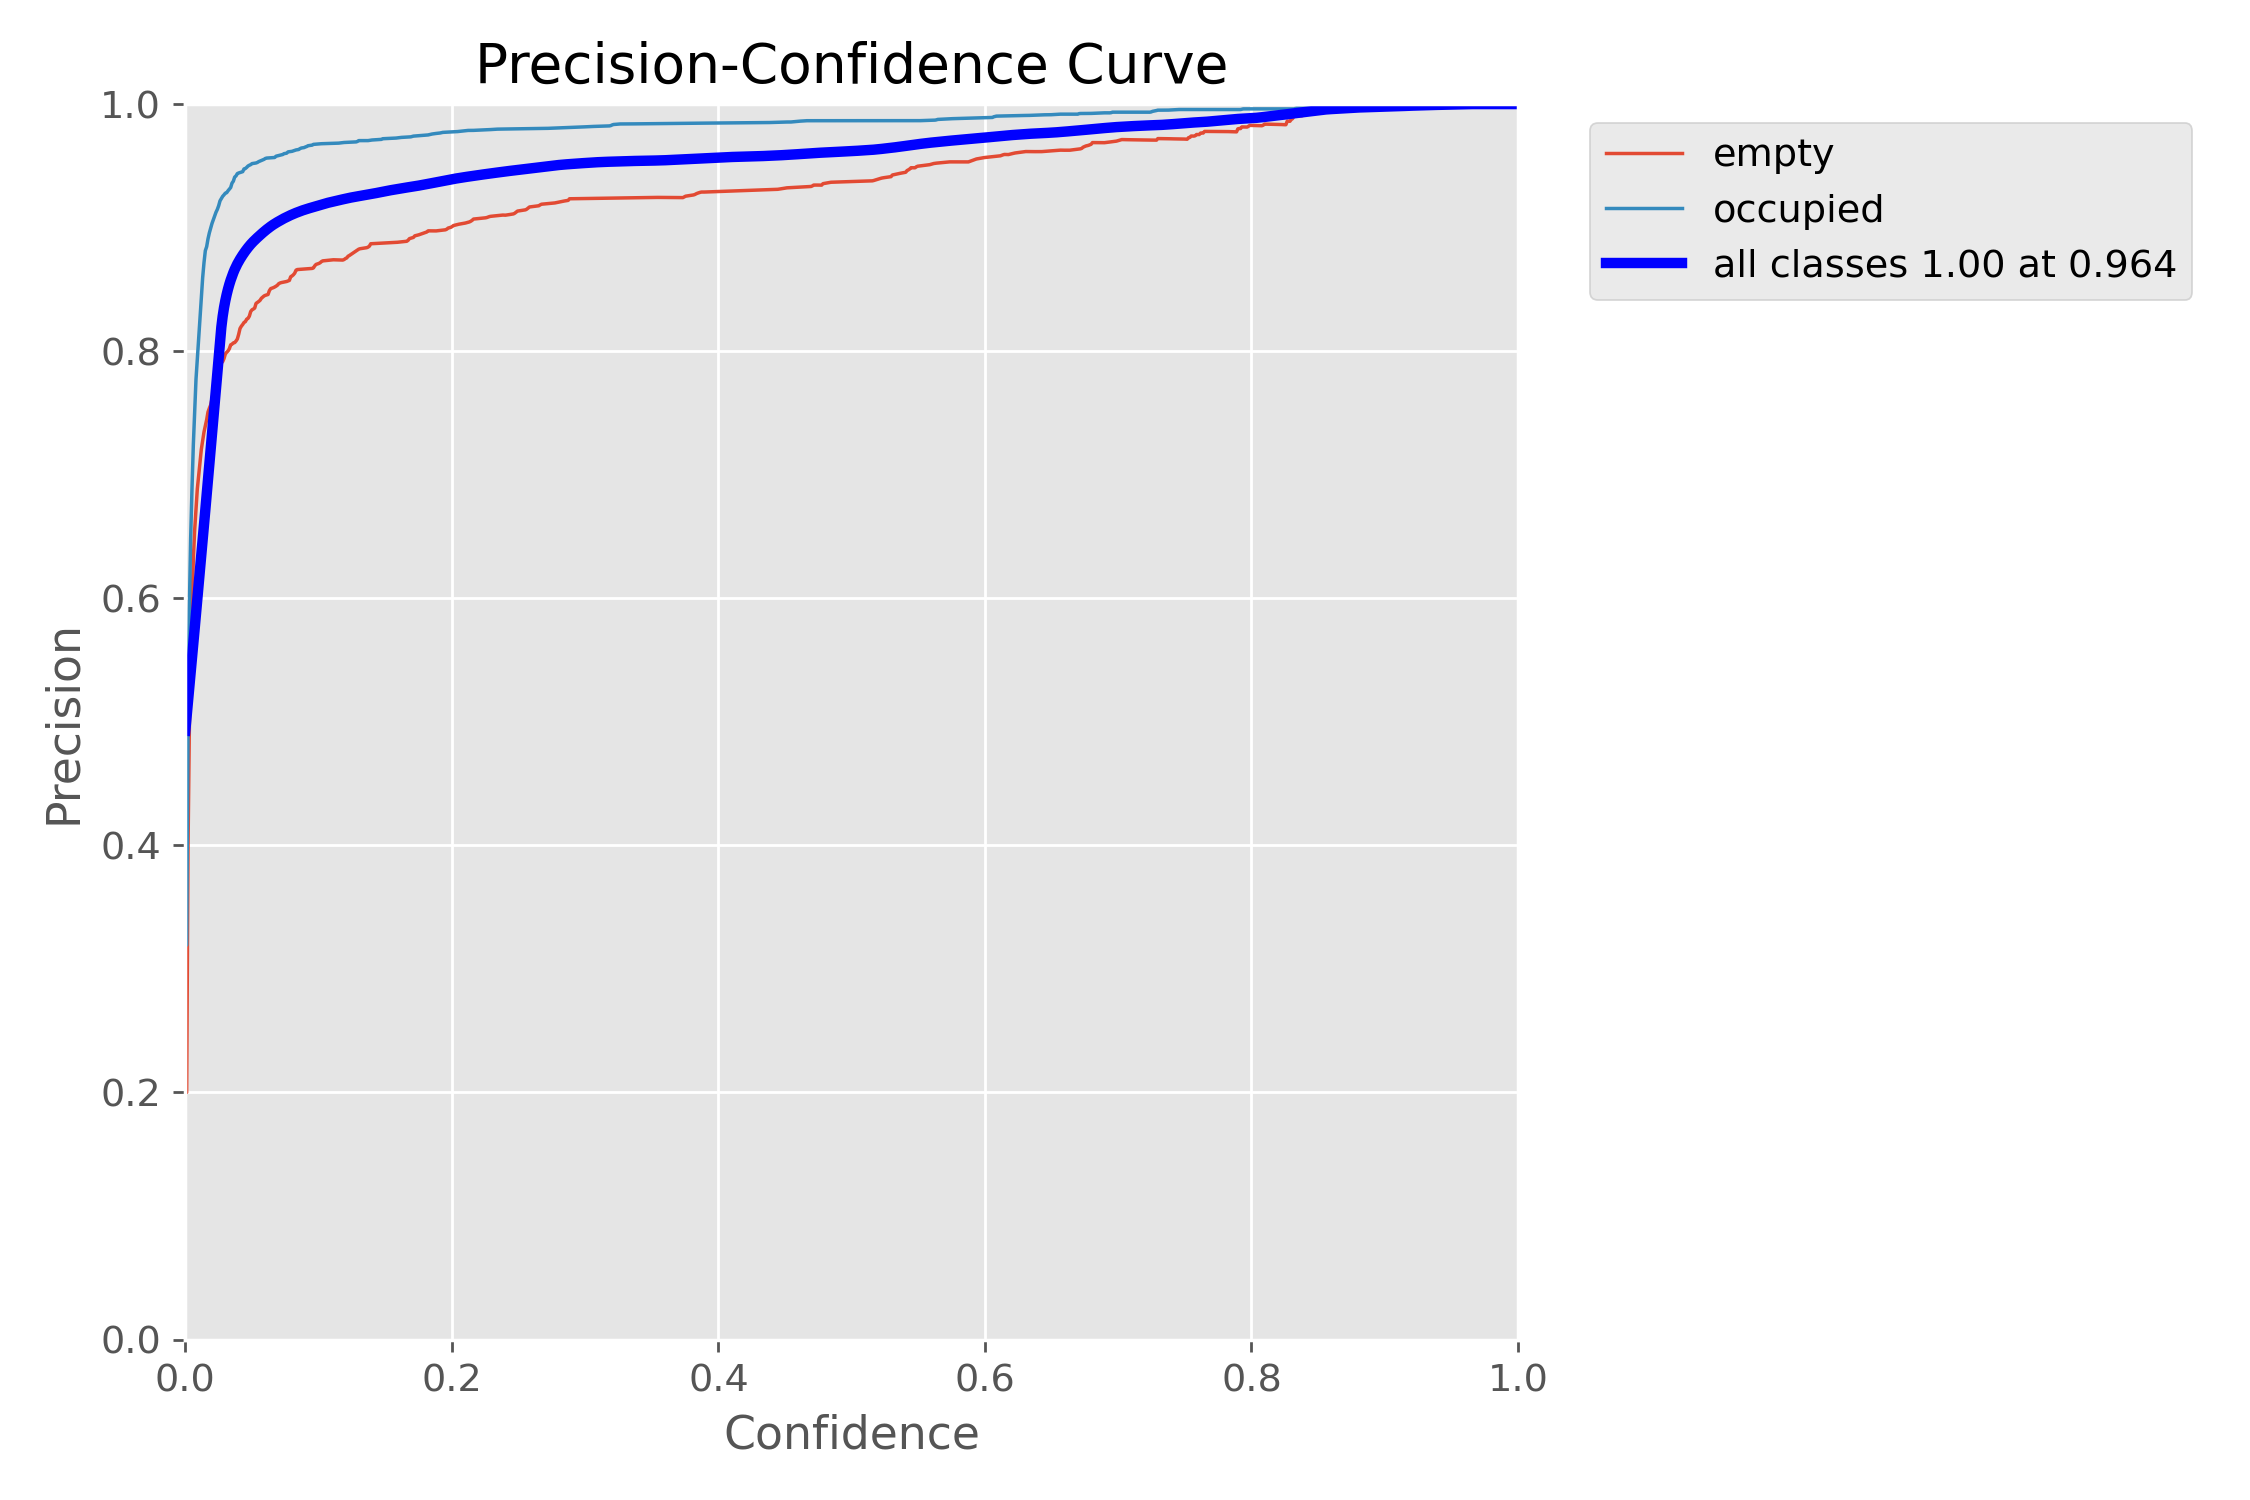 Precision-Confidence Curve
1.0
0.8
0.6
0.4
0.2
0.0
Precision
0.0 0.2 0.4 0.6 0.8 1.0
Confidence
empty
occupied
all classes 1.00 at 0.964